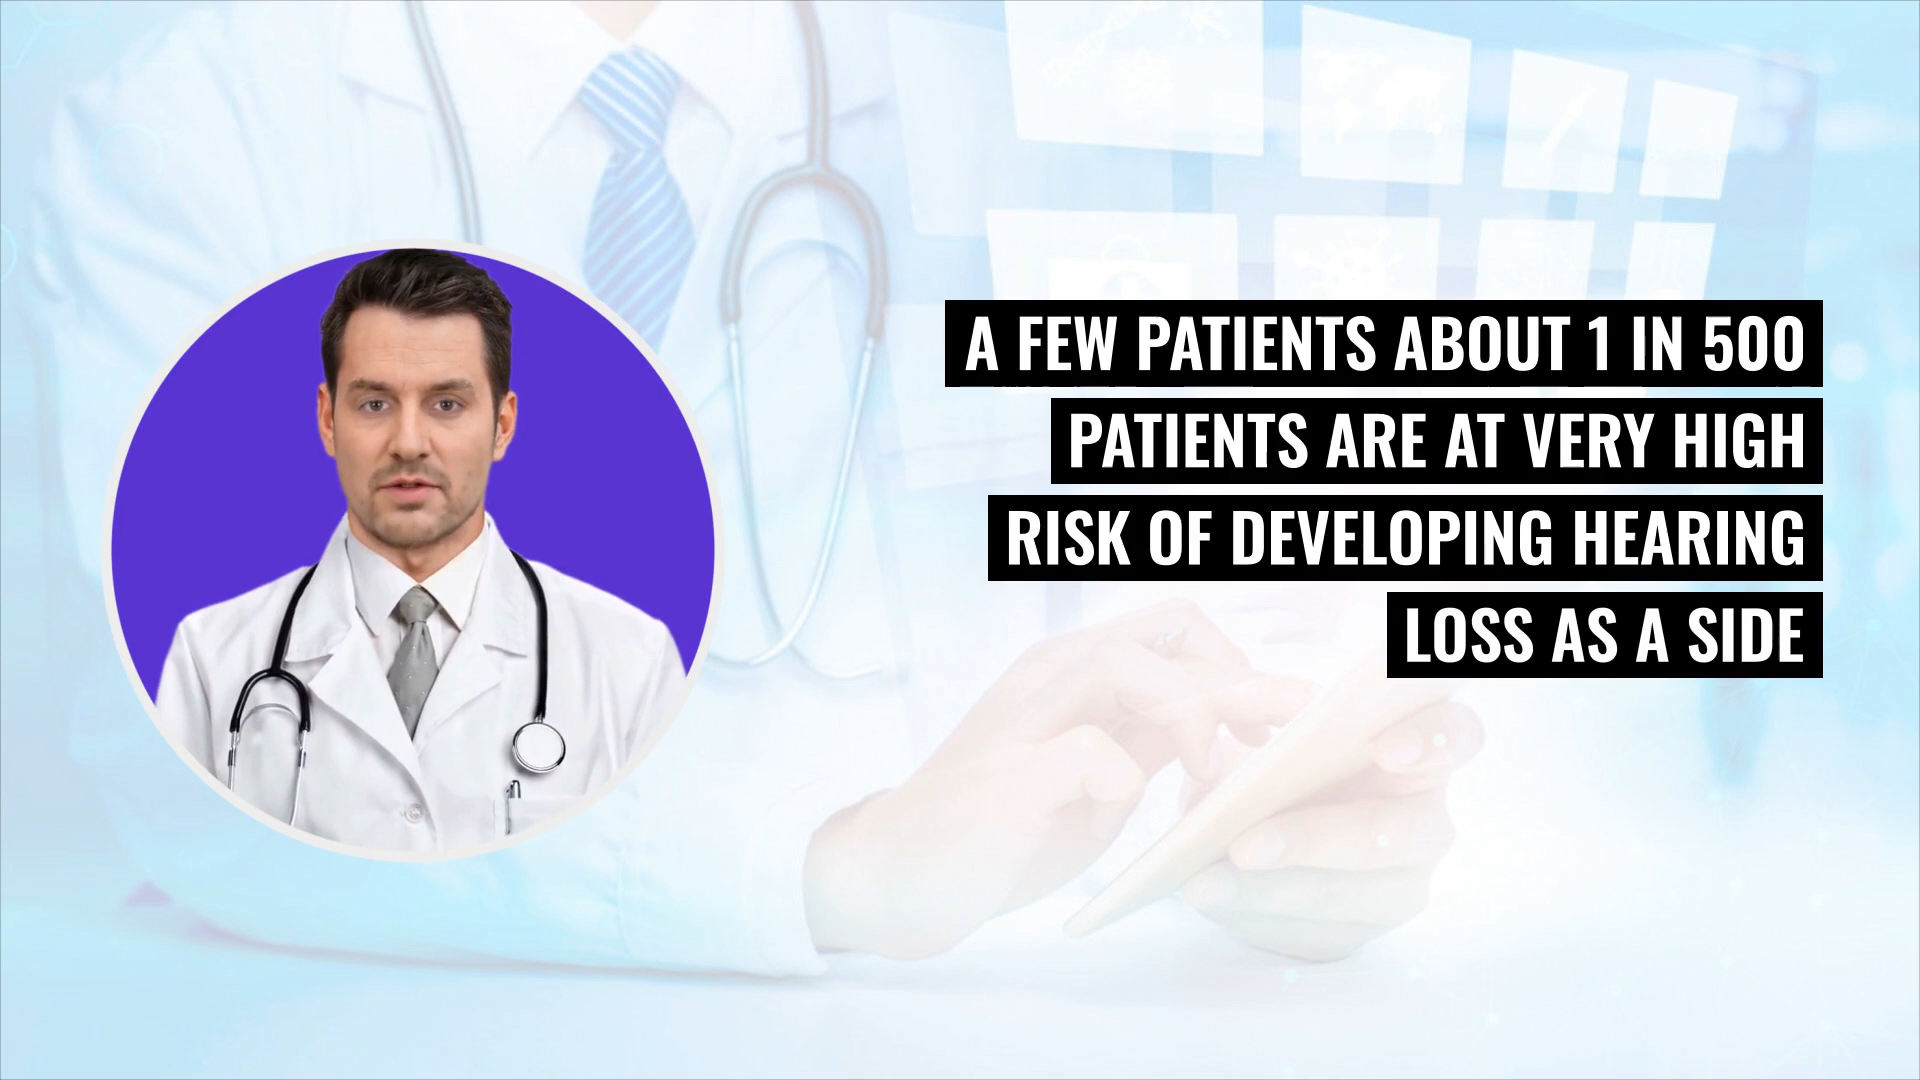 A FEW PATIENTS ABOUT 1 IN 500
PATIENTS ARE AT VERY HIGH
RISK OF DEVELOPING HEARING
LOSS AS A SIDE